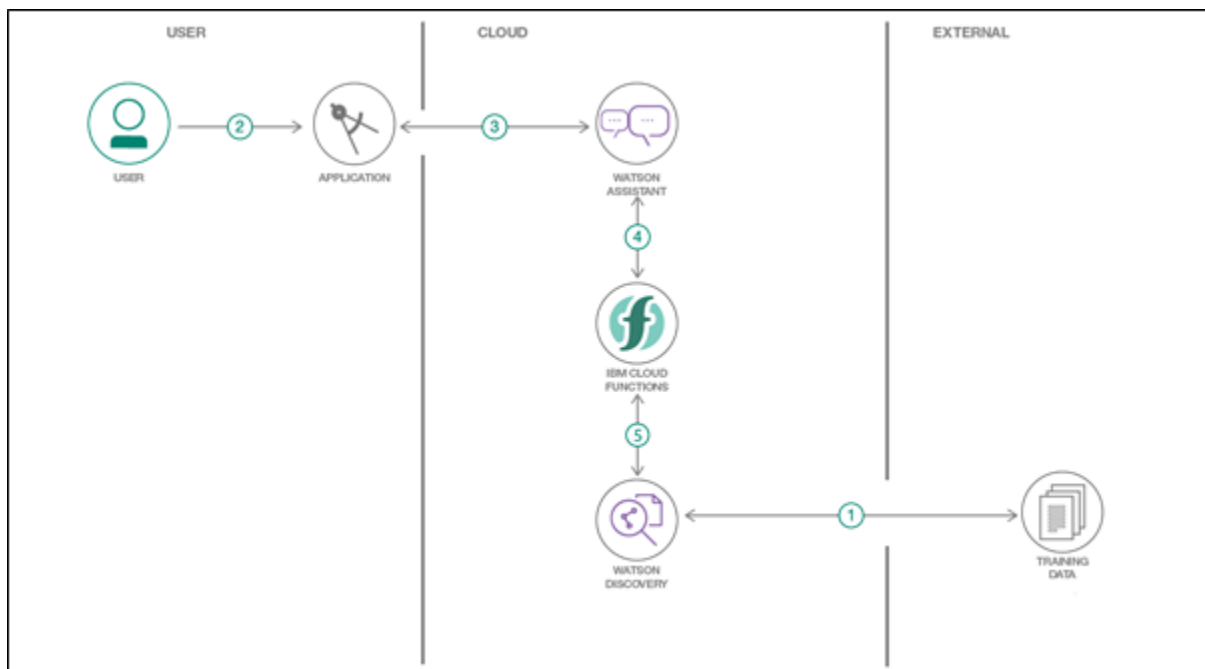 USER
CLOUD
EXTERNAL
2
3
USER
APPLICATION
WATSON
ASSISTANT
4
f
IBM CLOUD
FUNCTIONS
5
1
WATSON
DISCOVERY
TRAINING
DATA